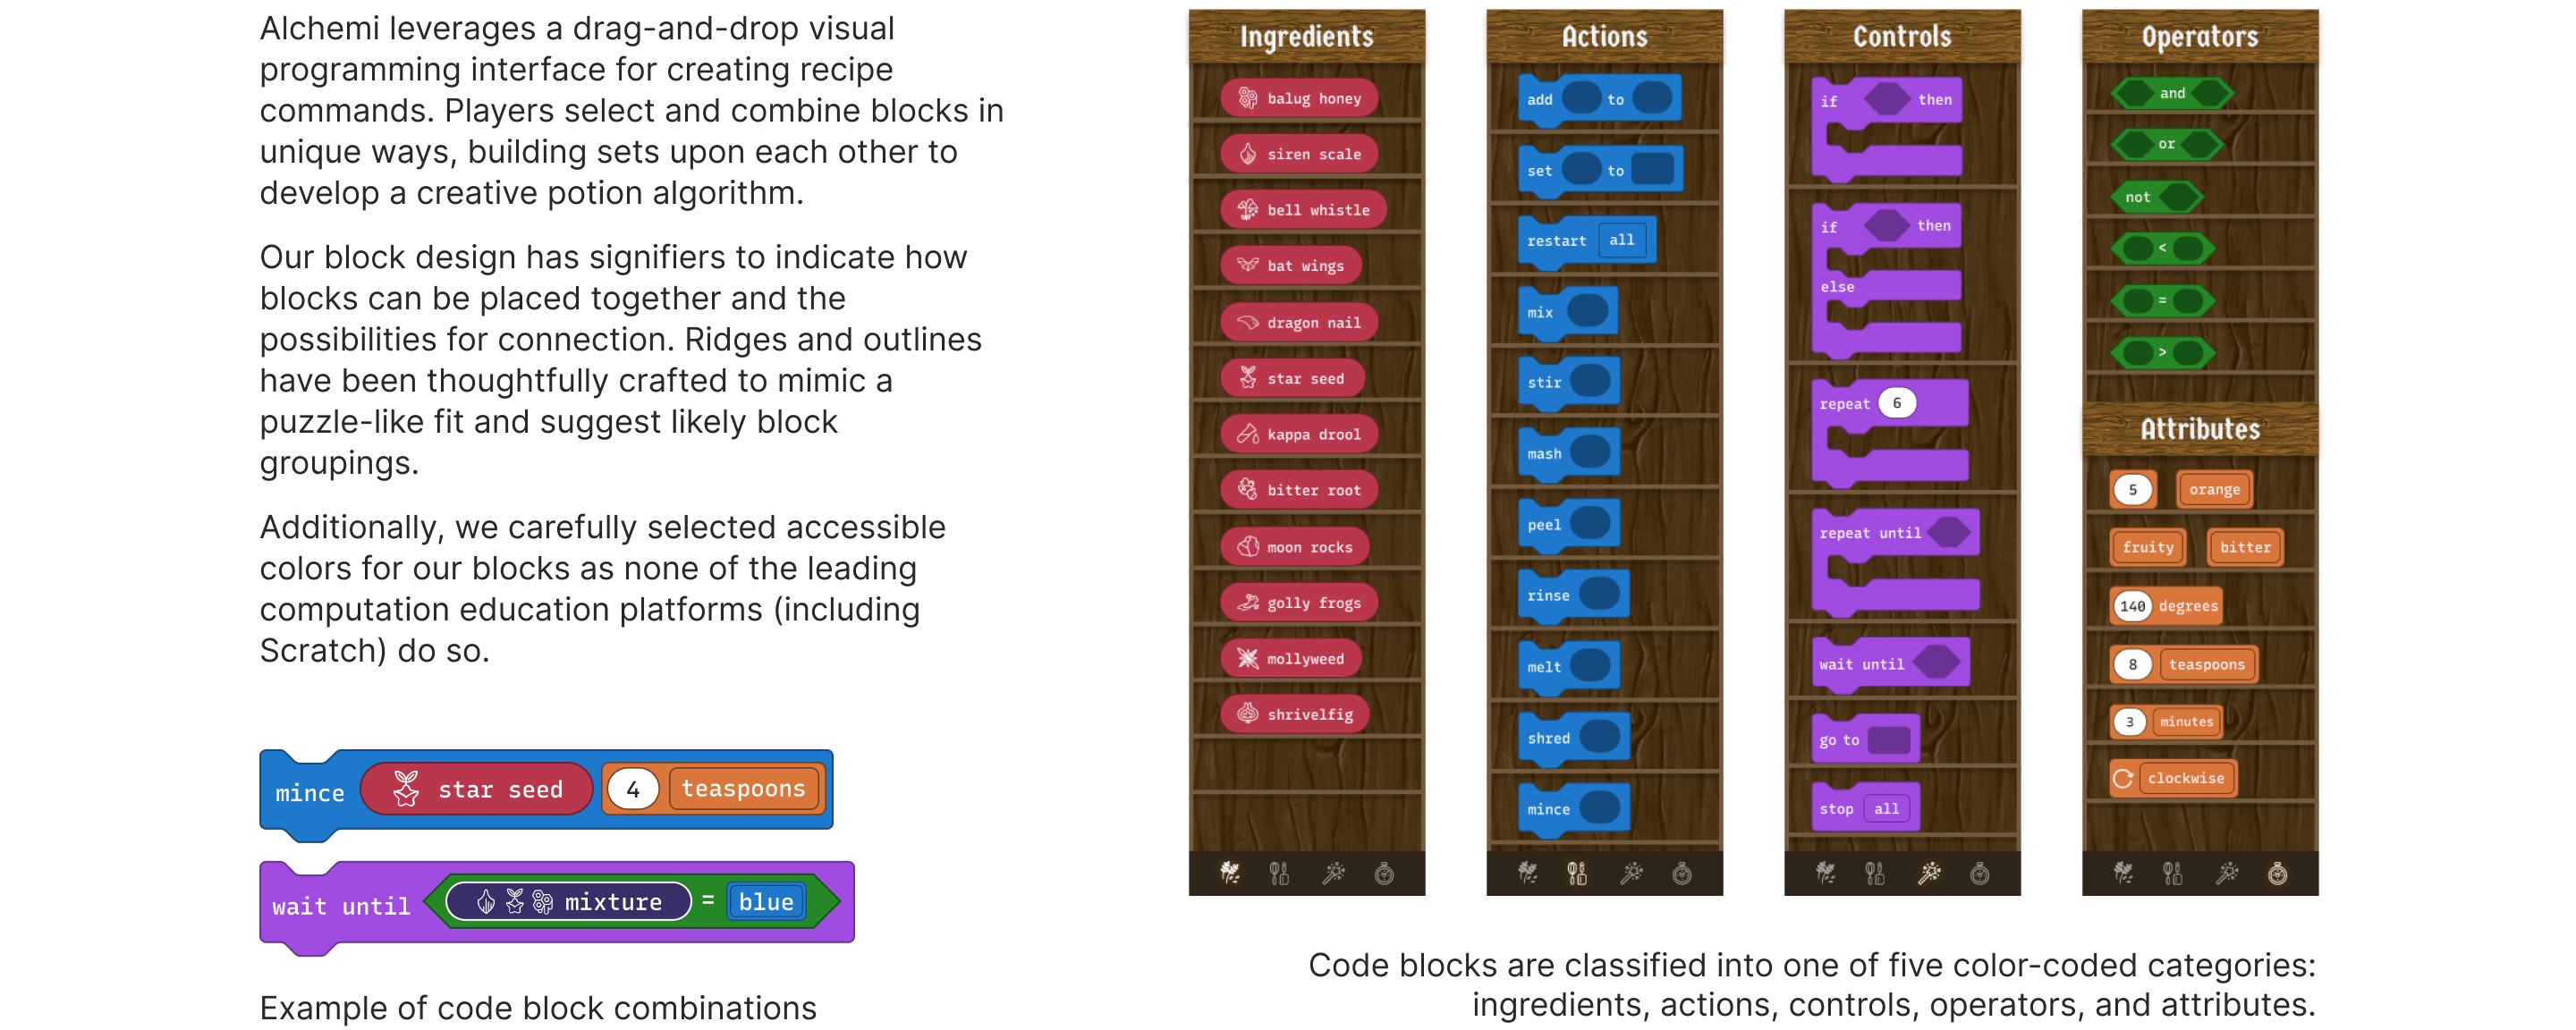 Alchemi leverages a drag-and-drop visual
programming interface for creating recipe
commands. Players select and combine blocks in
unique ways, building sets upon each other to
develop a creative potion algorithm.
Our block design has signifiers to indicate how
blocks can be placed together and the
possibilities for connection. Ridges and outlines
have been thoughtfully crafted to mimic a
puzzle-like fit and suggest likely block
groupings.
Additionally, we carefully selected accessible
colors for our blocks as none of the leading
computation education platforms (including
Scratch) do so.
mince star seed 4 teaspoons
wait until mixture = blue
Example of code block combinations
Ingredients
balug honey
siren scale
bell whistle
bat wings
dragon nail
star seed
kappa drool
bitter root
moon rocks
golly frogs
mollyweed
shrivelfig
Actions
add to
set to
restart all
mix
stir
mash
peel
rinse
melt
shred
mince
Controls
if then
if then
else
repeat 6
repeat until
wait until
go to
stop all
Operators
and
or
not
<
=
>
Attributes
5 orange
fruity bitter
140 degrees
8 teaspoons
3 minutes
clockwise
Code blocks are classified into one of five color-coded categories:
ingredients, actions, controls, operators, and attributes.